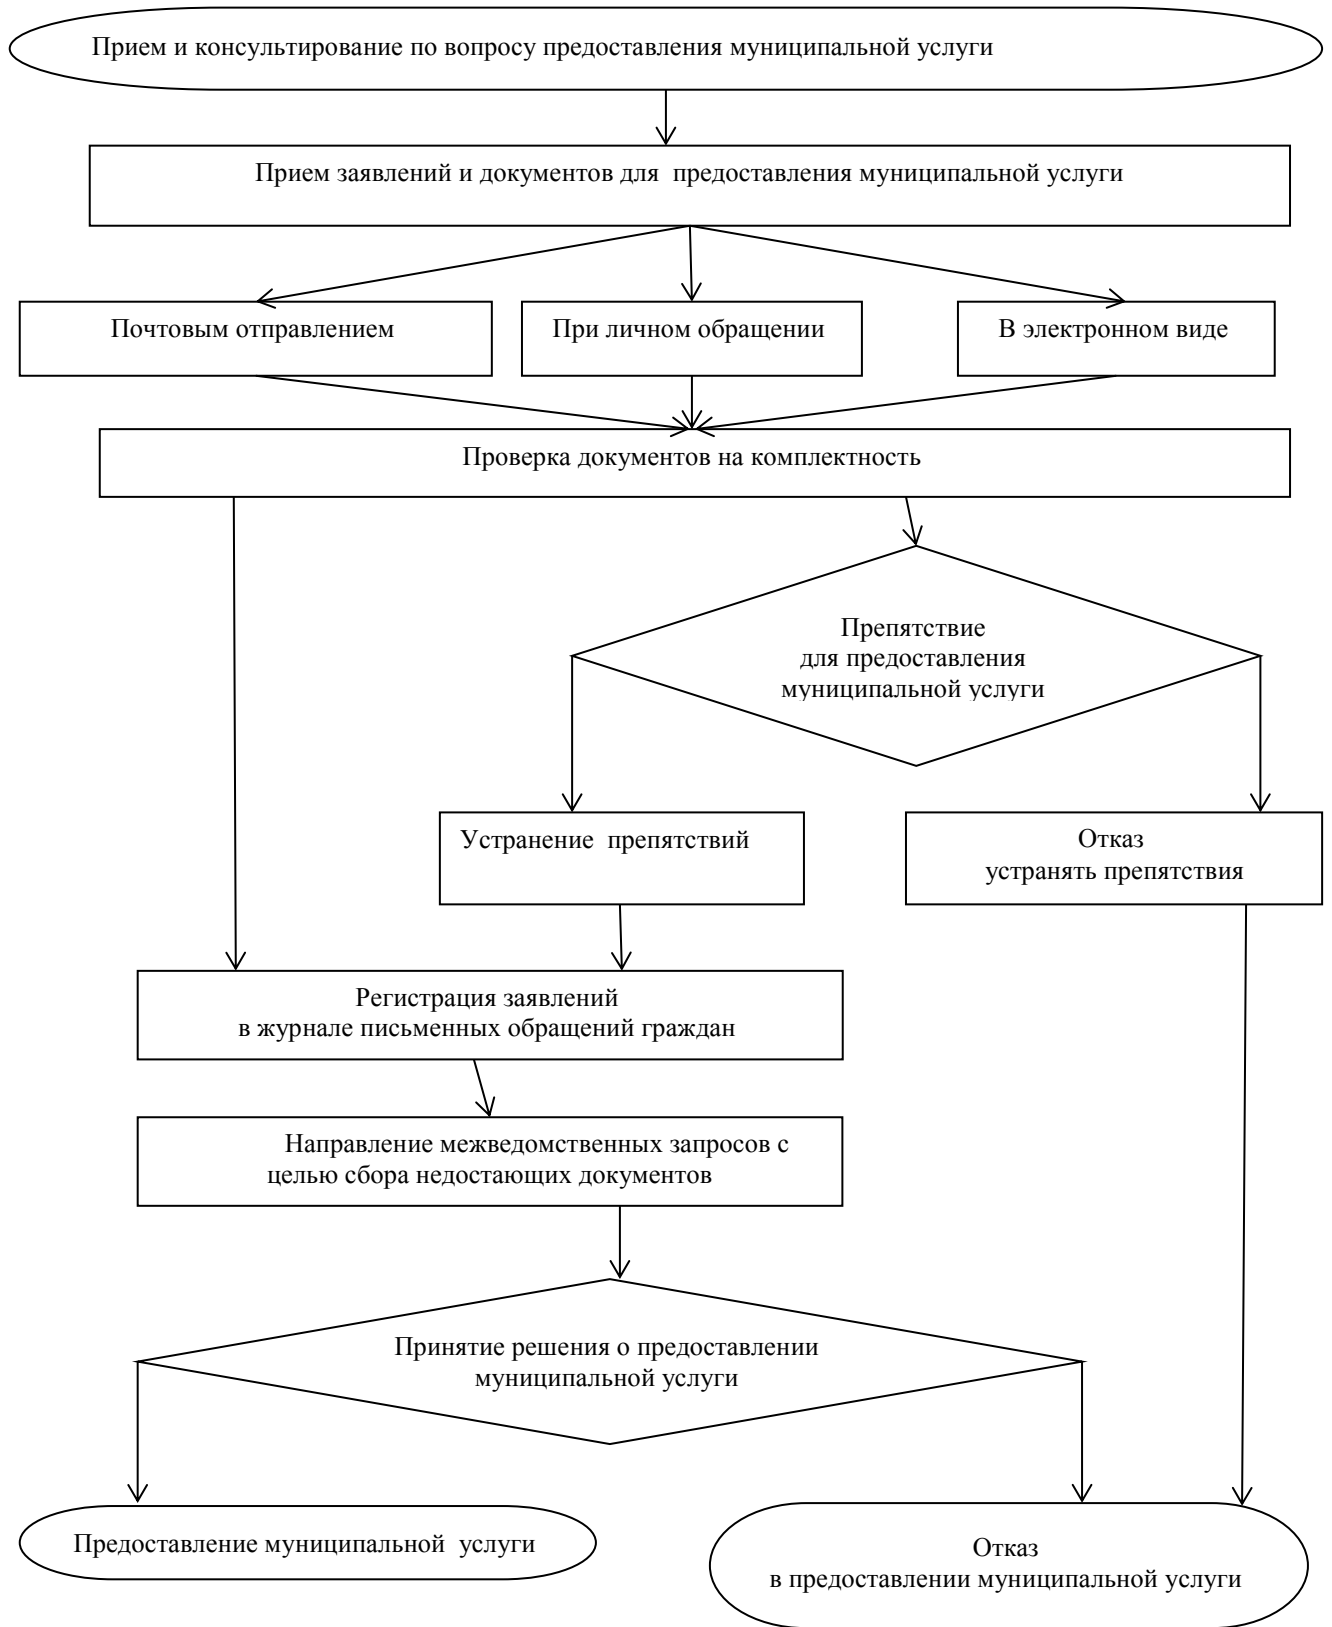 Прием и консультирование по вопросу предоставления муниципальной услуги
Прием заявлений и документов для предоставления муниципальной услуги
Почтовым отправлением
При личном обращении
В электронном виде
Проверка документов на комплектность
Препятствие
для предоставления
муниципальной услуги
Устранение препятствий
Отказ
устранять препятствия
Регистрация заявлений
в журнале письменных обращений граждан
Направление межведомственных запросов с
целью сбора недостающих документов
Принятие решения о предоставлении
муниципальной услуги
Предоставление муниципальной услуги
Отказ
в предоставлении муниципальной услуги